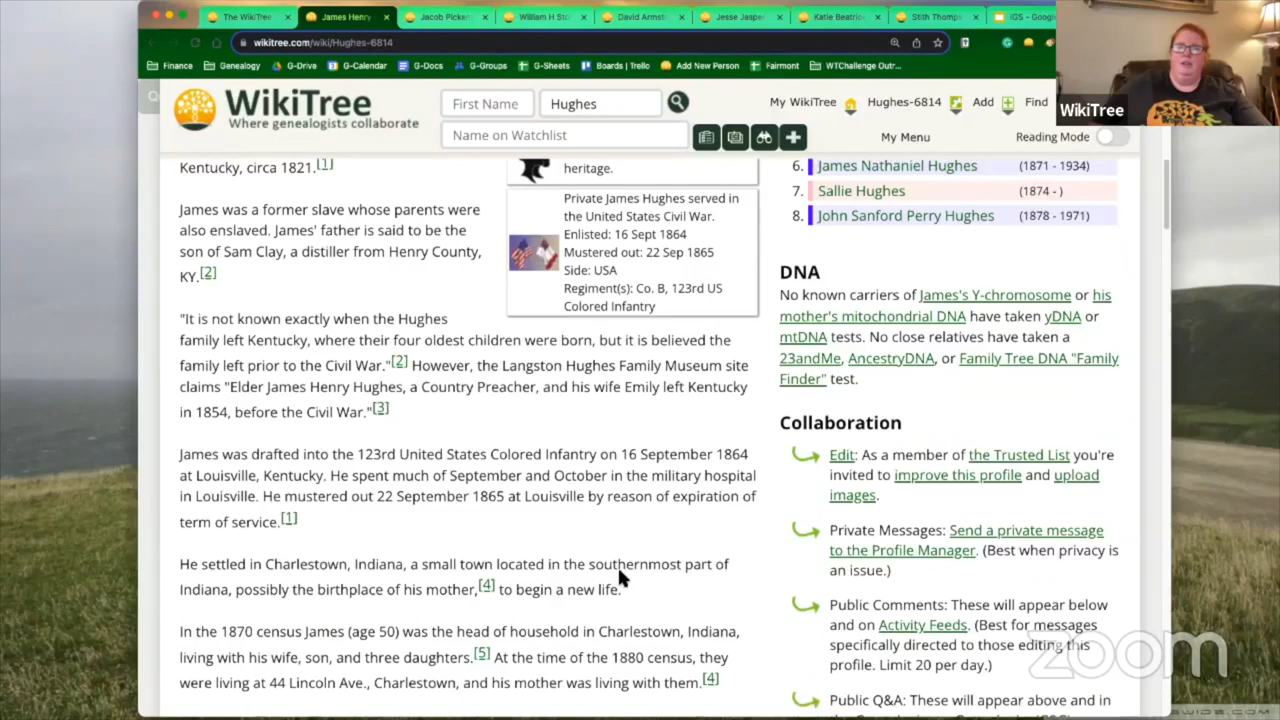 The WikiTree
James Henry
Jacob Picken
William H Sto
David Armst
Jesse Jasper
Katie Beatric
Stith Thomps
iGS - Google
wikitree.com/wiki/Hughes-6814
Finance
Genealogy
G-Drive
G-Calendar
G-Docs
G-Groups
G-Sheets
Boards | Trello
Add New Person
Fairmont
WTChallenge Outr...
WikiTree
Where genealogists collaborate
First Name
Hughes
Name on Watchlist
My WikiTree
Hughes-6814
Add
Find
My Menu
Reading Mode
WikiTree
Kentucky, circa 1821.[1]
heritage.
James was a former slave whose parents were
also enslaved. James' father is said to be the
son of Sam Clay, a distiller from Henry County,
KY.[2]
Private James Hughes served in
the United States Civil War.
Enlisted: 16 Sept 1864
Mustered out: 22 Sep 1865
Side: USA
Regiment(s): Co. B, 123rd US
Colored Infantry
"It is not known exactly when the Hughes
family left Kentucky, where their four oldest children were born, but it is believed the
family left prior to the Civil War."[2] However, the Langston Hughes Family Museum site
claims "Elder James Henry Hughes, a Country Preacher, and his wife Emily left Kentucky
in 1854, before the Civil War."[3]
James was drafted into the 123rd United States Colored Infantry on 16 September 1864
at Louisville, Kentucky. He spent much of September and October in the military hospital
in Louisville. He mustered out 22 September 1865 at Louisville by reason of expiration of
term of service.[1]
He settled in Charlestown, Indiana, a small town located in the southernmost part of
Indiana, possibly the birthplace of his mother,[4] to begin a new life.
In the 1870 census James (age 50) was the head of household in Charlestown, Indiana,
living with his wife, son, and three daughters.[5] At the time of the 1880 census, they
were living at 44 Lincoln Ave., Charlestown, and his mother was living with them.[4]
6. James Nathaniel Hughes (1871 - 1934)
7. Sallie Hughes (1874 - )
8. John Sanford Perry Hughes (1878 - 1971)
DNA
No known carriers of James's Y-chromosome or his
mother's mitochondrial DNA have taken yDNA or
mtDNA tests. No close relatives have taken a
23andMe, AncestryDNA, or Family Tree DNA "Family
Finder" test.
Collaboration
Edit: As a member of the Trusted List you're
invited to improve this profile and upload
images.
Private Messages: Send a private message
to the Profile Manager. (Best when privacy is
an issue.)
Public Comments: These will appear below
and on Activity Feeds. (Best for messages
specifically directed to those editing this
profile. Limit 20 per day.)
Public Q&A: These will appear above and in
zoom